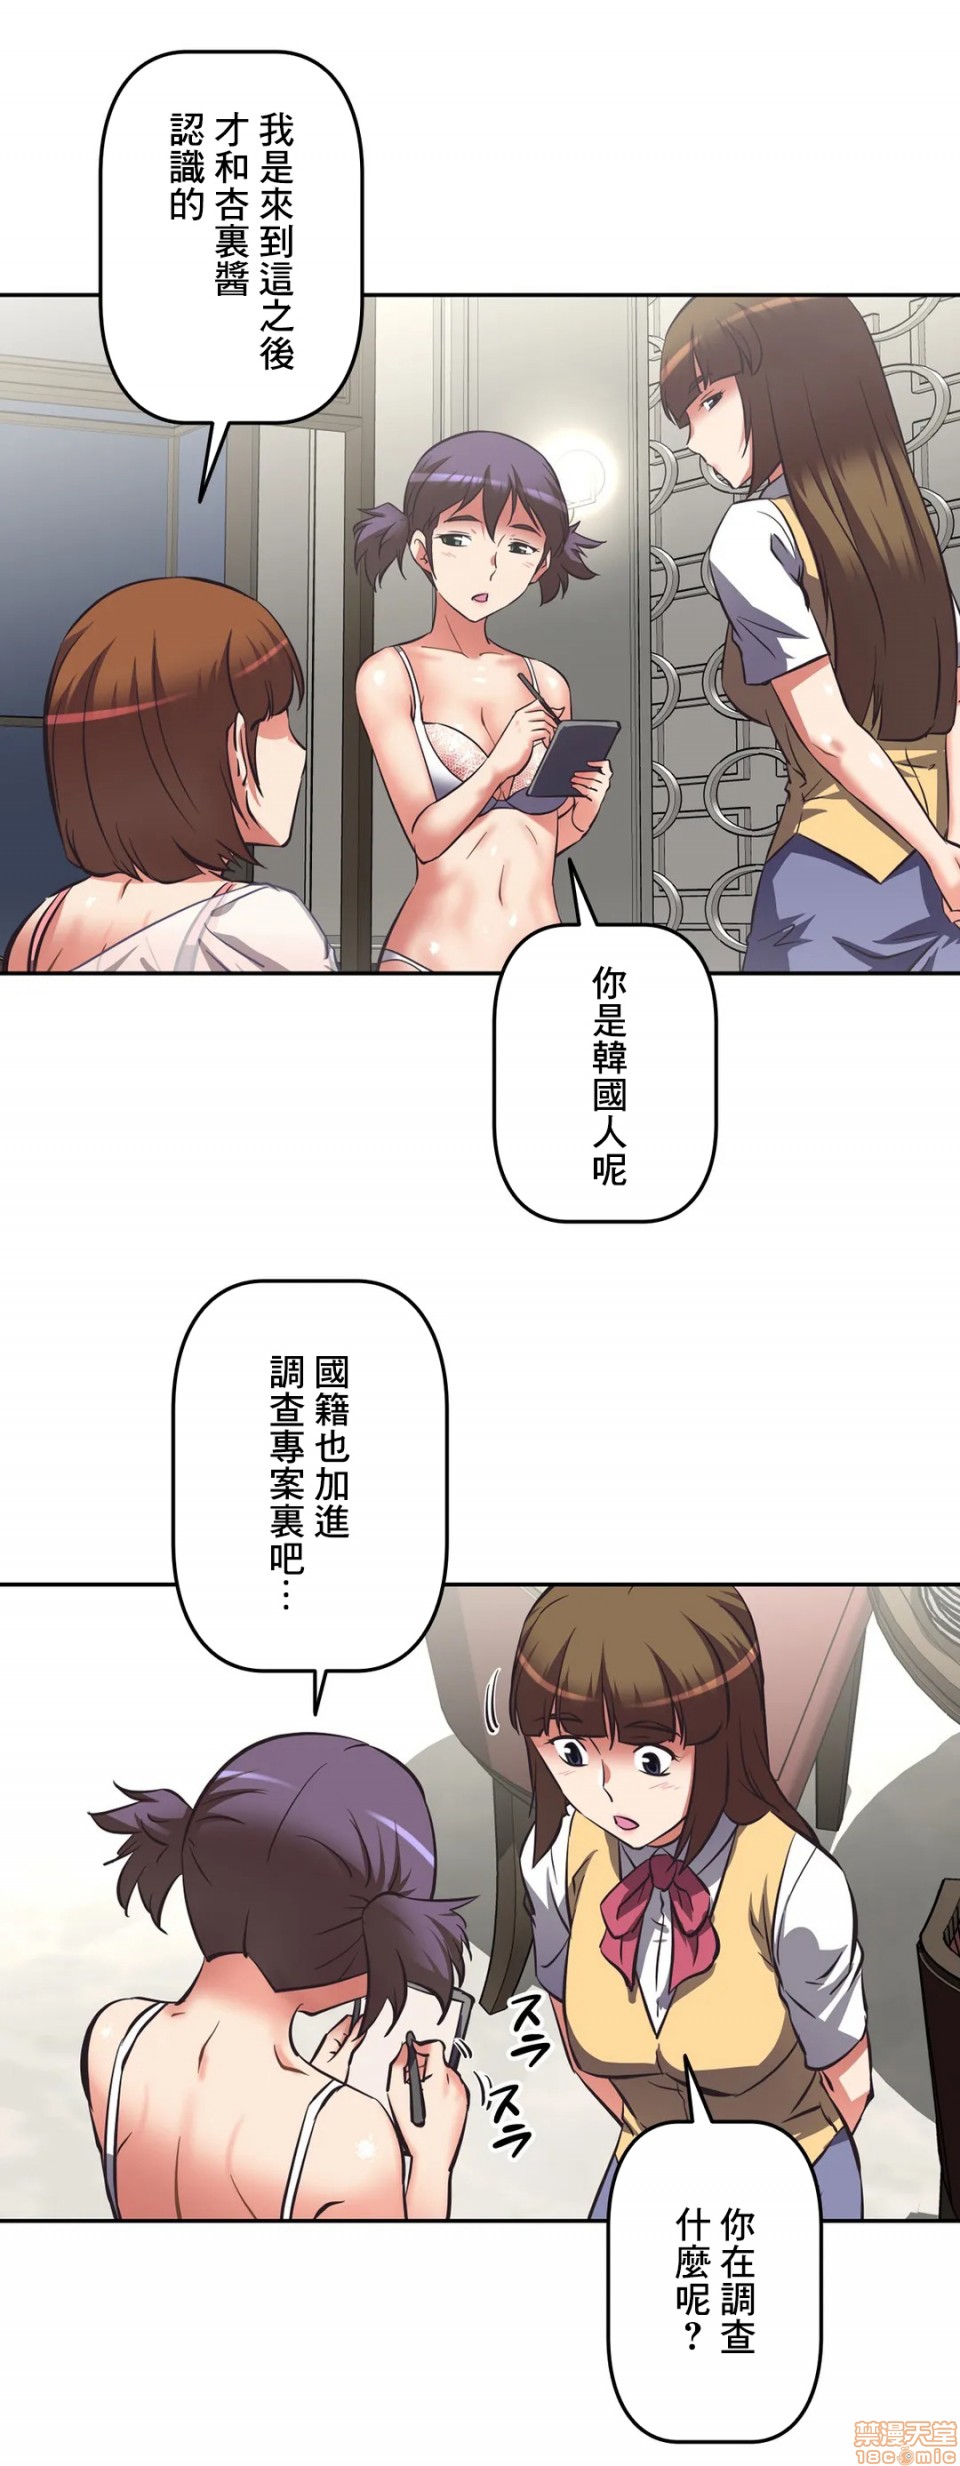 我是來到這之後
才和杏裏醬
認識的
你是韓國人呢
國籍也加進
調查專案裏吧…
スラ
スラ
你在調查
什麼呢？
禁漫天堂
18comic